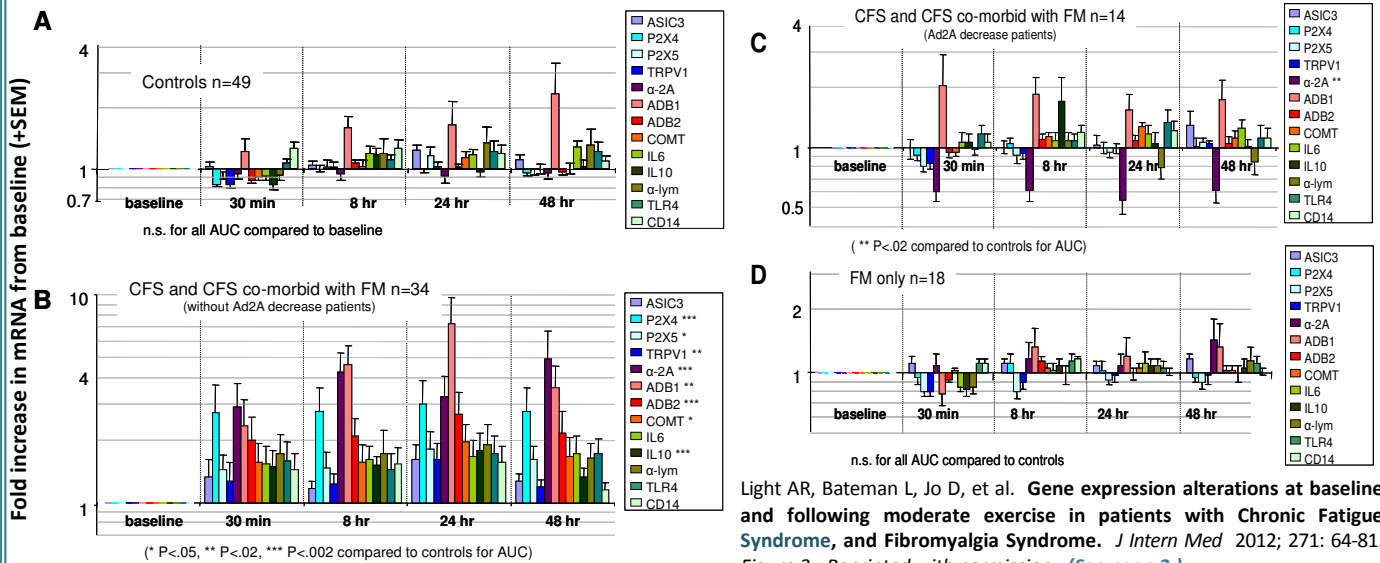 Fold increase in mRNA from baseline (+SEM)
A
Controls n=49
4
1
0.7
baseline
30 min
8 hr
24 hr
48 hr
n.s. for all AUC compared to baseline
ASIC3
P2X4
P2X5
TRPV1
α-2A
ADB1
ADB2
COMT
IL6
IL10
α-lym
TLR4
CD14
B
CFS and CFS co-morbid with FM n=34
(without Ad2A decrease patients)
10
4
1
baseline
30 min
8 hr
24 hr
48 hr
(* P<.05, ** P<.02, *** P<.002 compared to controls for AUC)
ASIC3
P2X4 ***
P2X5 *
TRPV1 **
α-2A ***
ADB1 **
ADB2 ***
COMT *
IL6
IL10 ***
α-lym
TLR4
CD14
C
CFS and CFS co-morbid with FM n=14
(Ad2A decrease patients)
4
1
0.5
baseline
30 min
8 hr
24 hr
48 hr
( ** P<.02 compared to controls for AUC)
ASIC3
P2X4
P2X5
TRPV1
α-2A **
ADB1
ADB2
COMT
IL6
IL10
α-lym
TLR4
CD14
D
FM only n=18
2
1
baseline
30 min
8 hr
24 hr
48 hr
n.s. for all AUC compared to controls
ASIC3
P2X4
P2X5
TRPV1
α-2A
ADB1
ADB2
COMT
IL6
IL10
α-lym
TLR4
CD14
Light AR, Bateman L, Jo D, et al. Gene expression alterations at baseline
and following moderate exercise in patients with Chronic Fatigue
Syndrome, and Fibromyalgia Syndrome. J Intern Med 2012; 271: 64-81.